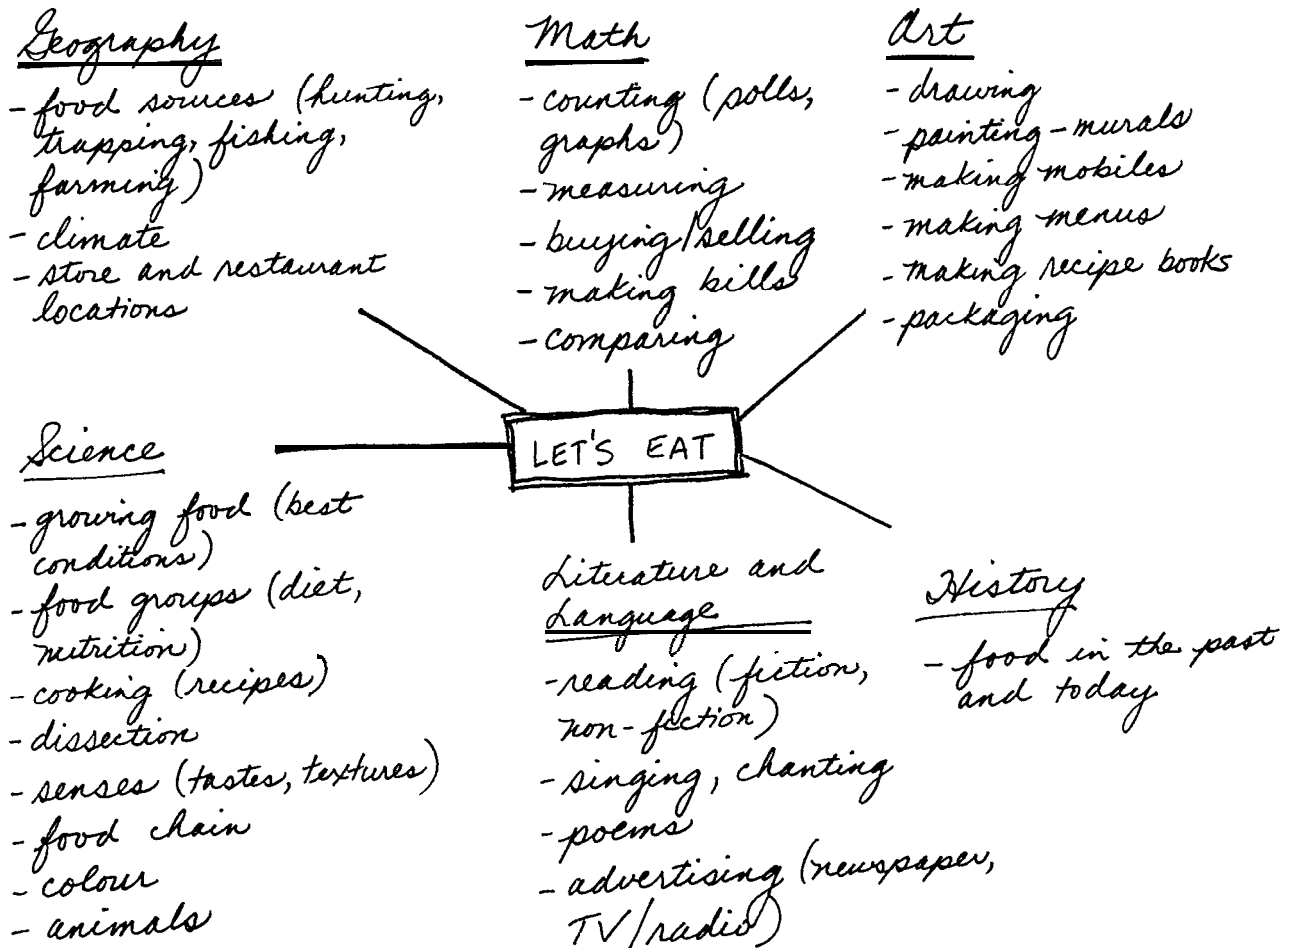 Geography
- food sources (hunting,
trapping, fishing,
farming)
- climate
- store and restaurant
locations
Math
- counting (polls,
graphs)
- measuring
- buying/selling
- making bills
- comparing
Art
- drawing
- painting - murals
- making mobiles
- making menus
- making recipe books
- packaging
LET'S EAT
Science
- growing food (best
conditions)
- food groups (diet,
nutrition)
- cooking (recipes)
- dissection
- senses (tastes, textures)
- food chain
- colour
- animals
Literature and
Language
- reading (fiction,
non-fiction)
- singing, chanting
- poems
- advertising (newspaper,
TV/radio)
History
- food in the past
and today